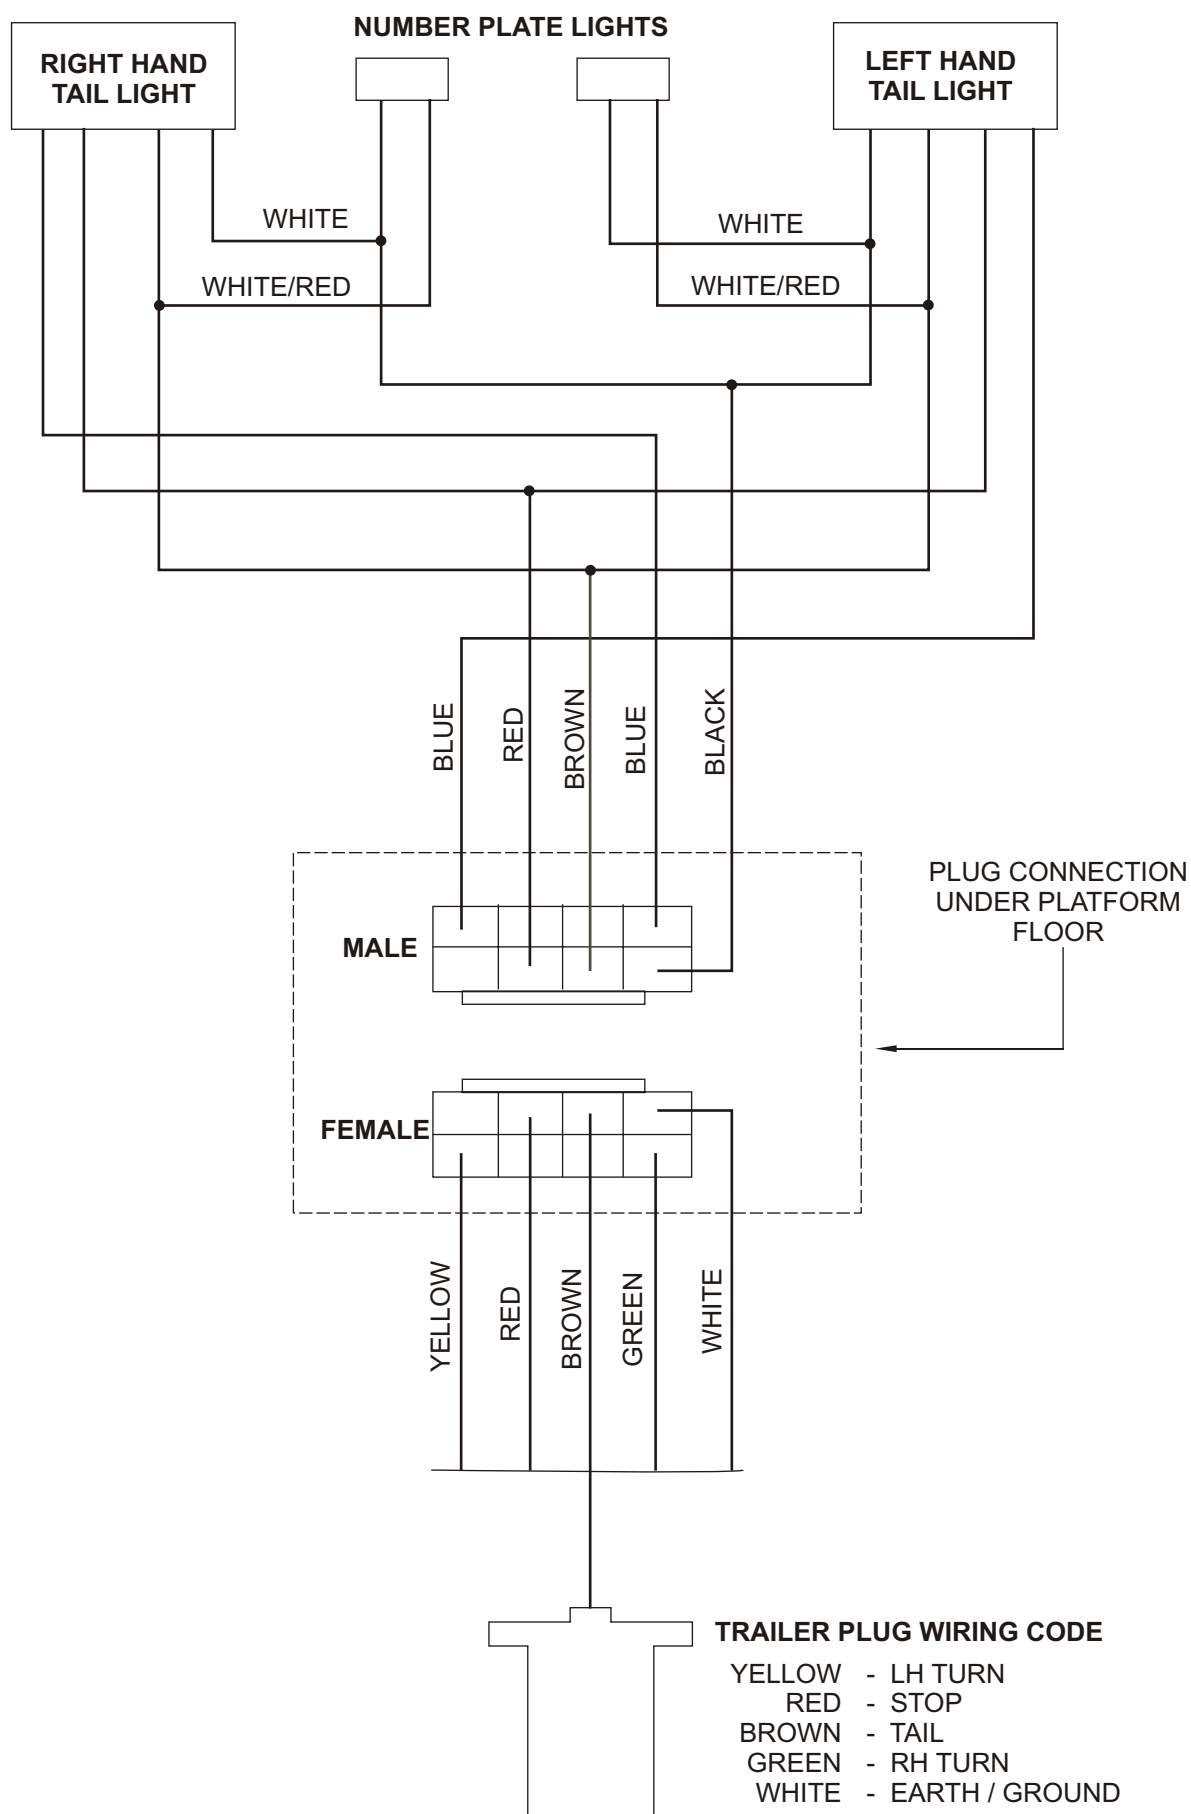 NUMBER PLATE LIGHTS
RIGHT HAND
TAIL LIGHT
LEFT HAND
TAIL LIGHT
WHITE
WHITE
WHITE/RED
WHITE/RED
BLUE
RED
BROWN
BLUE
BLACK
PLUG CONNECTION
UNDER PLATFORM
FLOOR
MALE
FEMALE
YELLOW
RED
BROWN
GREEN
WHITE
TRAILER PLUG WIRING CODE
YELLOW - LH TURN
RED - STOP
BROWN - TAIL
GREEN - RH TURN
WHITE - EARTH / GROUND